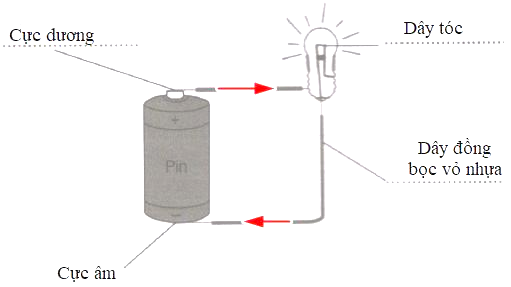 Cực dương
Dây tóc
+
Pin
–
Dây đồng
bọc vỏ nhựa
Cực âm